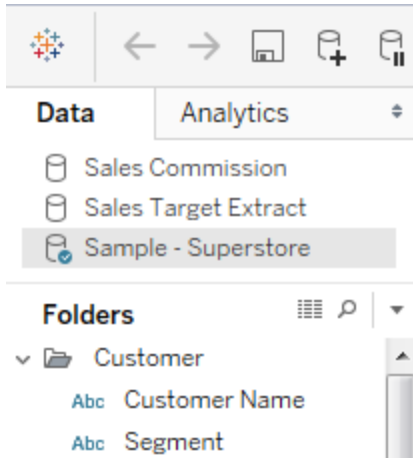 Data Analytics
Sales Commission
Sales Target Extract
Sample - Superstore
Folders
Customer
Abc Customer Name
Abc Segment